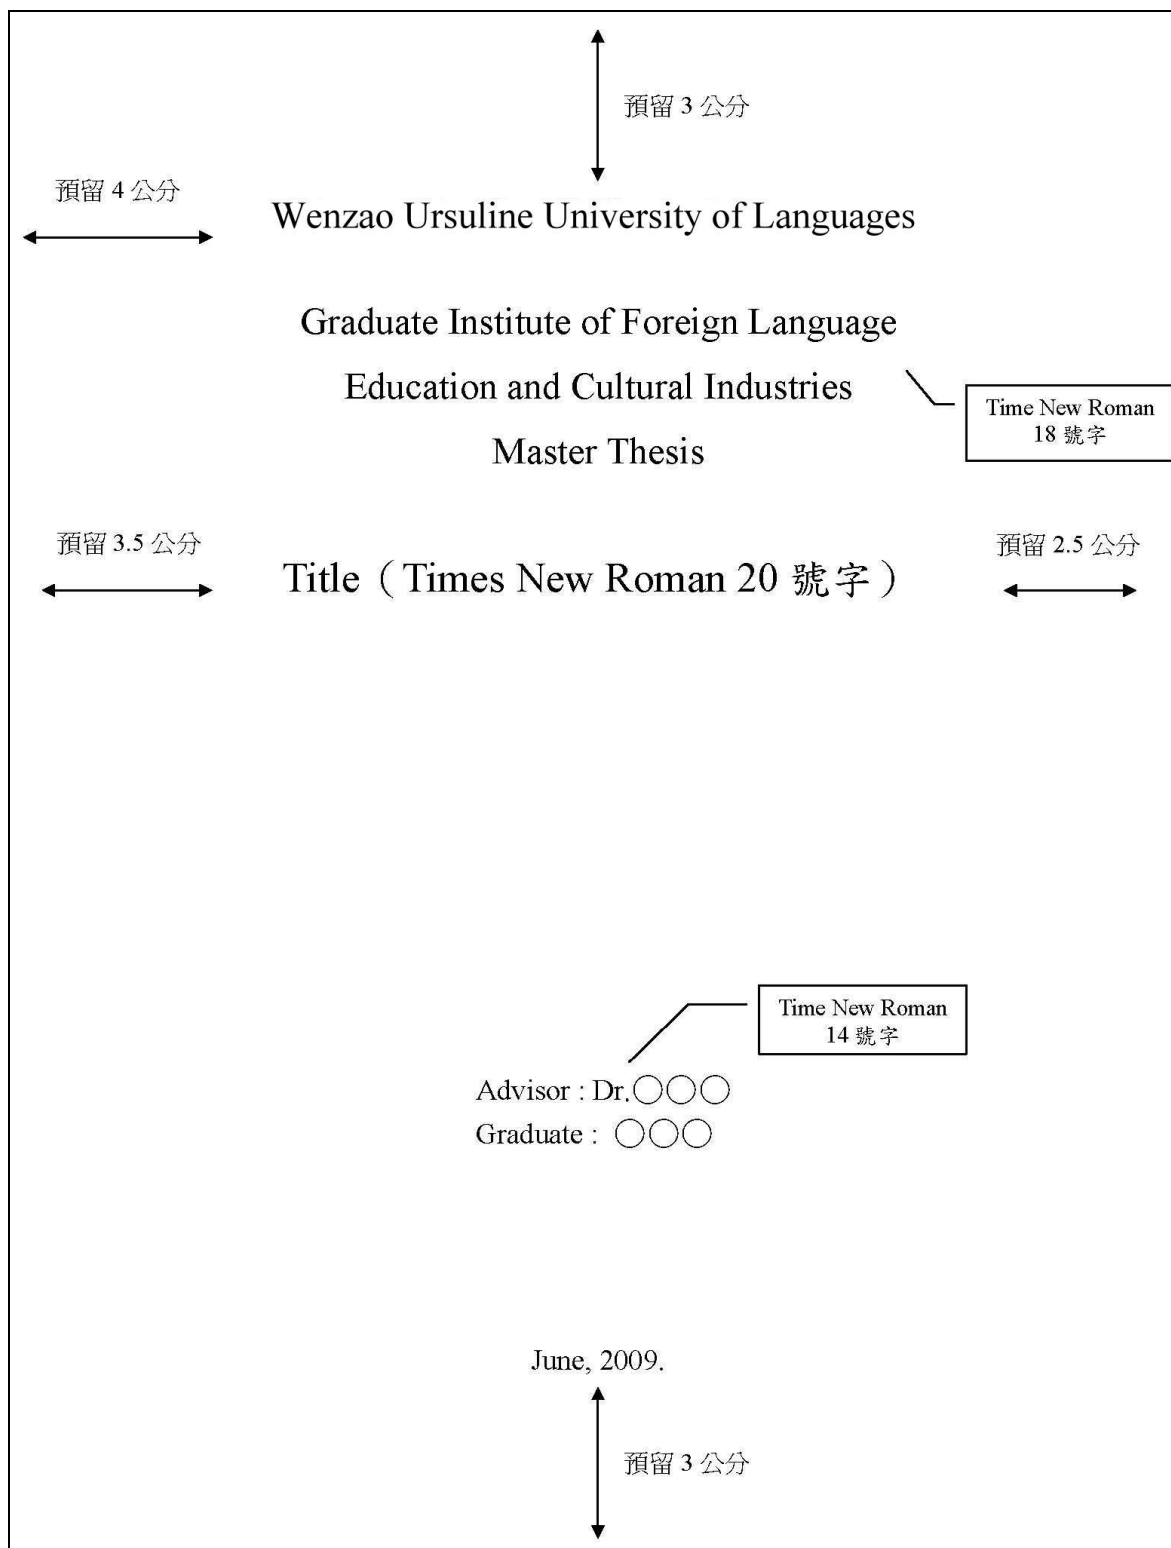 預留 3 公分
預留 4 公分
Wenzao Ursuline University of Languages
Graduate Institute of Foreign Language
Education and Cultural Industries
Time New Roman
18 號字
Master Thesis
預留 3.5 公分
預留 2.5 公分
Title（Times New Roman 20 號字）
Time New Roman
14 號字
Advisor : Dr.○○○
Graduate : ○○○
June, 2009.
預留 3 公分